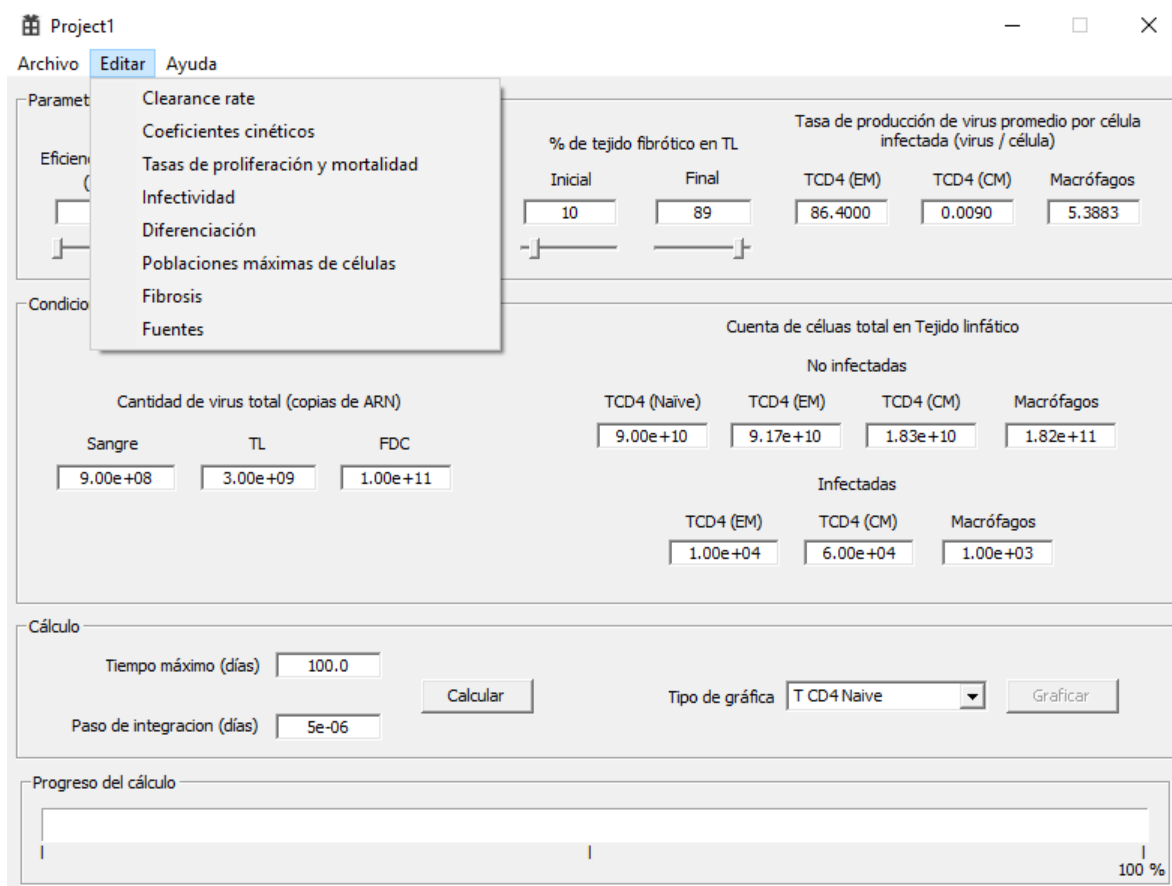 Project1
Archivo Editar Ayuda
Clearance rate
Coeficientes cinéticos
Tasas de proliferación y mortalidad
Infectividad
Diferenciación
Poblaciones máximas de células
Fibrosis
Fuentes
Paramet
Eficien
(
% de tejido fibrótico en TL
Inicial Final
10 89
Tasa de producción de virus promedio por célula
infectada (virus / célula)
TCD4 (EM) TCD4 (CM) Macrófagos
86.4000 0.0090 5.3883
Condicio
Cantidad de virus total (copias de ARN)
Sangre TL FDC
9.00e+08 3.00e+09 1.00e+11
Cuenta de céluas total en Tejido linfático
No infectadas
TCD4 (Naïve) TCD4 (EM) TCD4 (CM) Macrófagos
9.00e+10 9.17e+10 1.83e+10 1.82e+11
Infectadas
TCD4 (EM) TCD4 (CM) Macrófagos
1.00e+04 6.00e+04 1.00e+03
Cálculo
Tiempo máximo (días) 100.0
Paso de integracion (días) 5e-06
Calcular
Tipo de gráfica T CD4 Naive Graficar
Progreso del cálculo
100 %